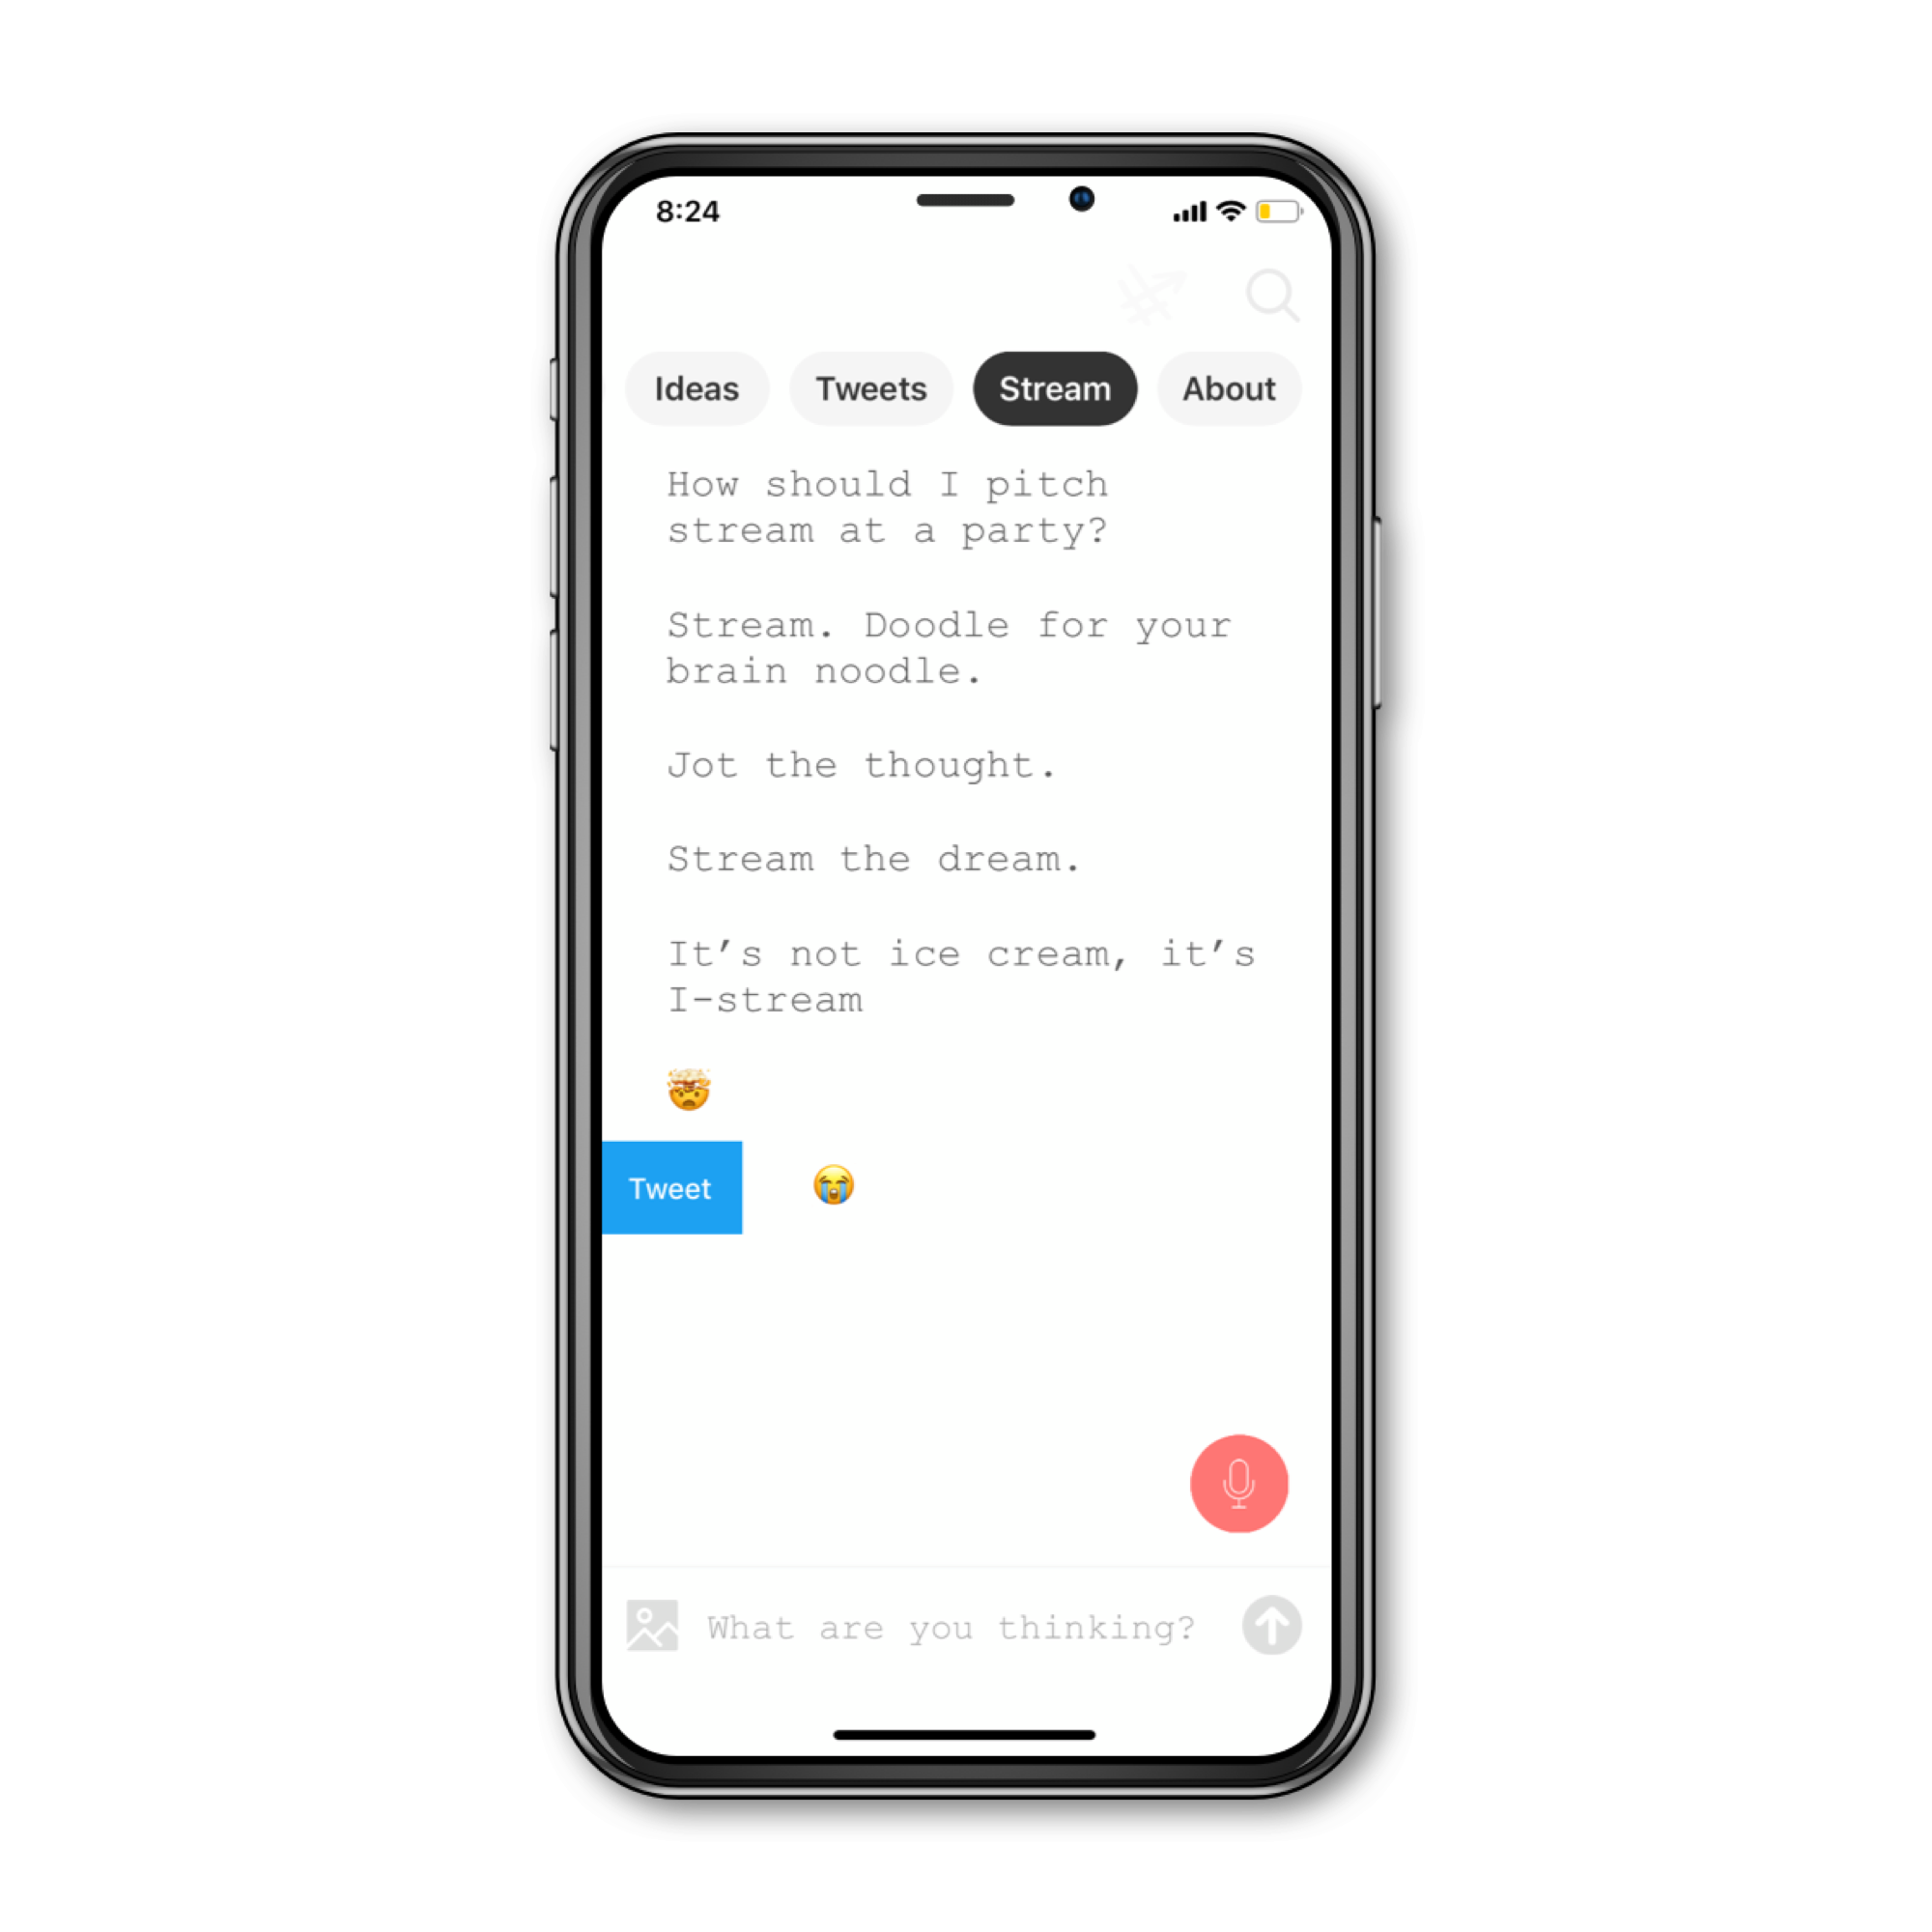 8:24
Ideas Tweets Stream About
How should I pitch
stream at a party?
Stream. Doodle for your
brain noodle.
Jot the thought.
Stream the dream.
It’s not ice cream, it’s
I-stream
🤯
Tweet 😭
What are you thinking?